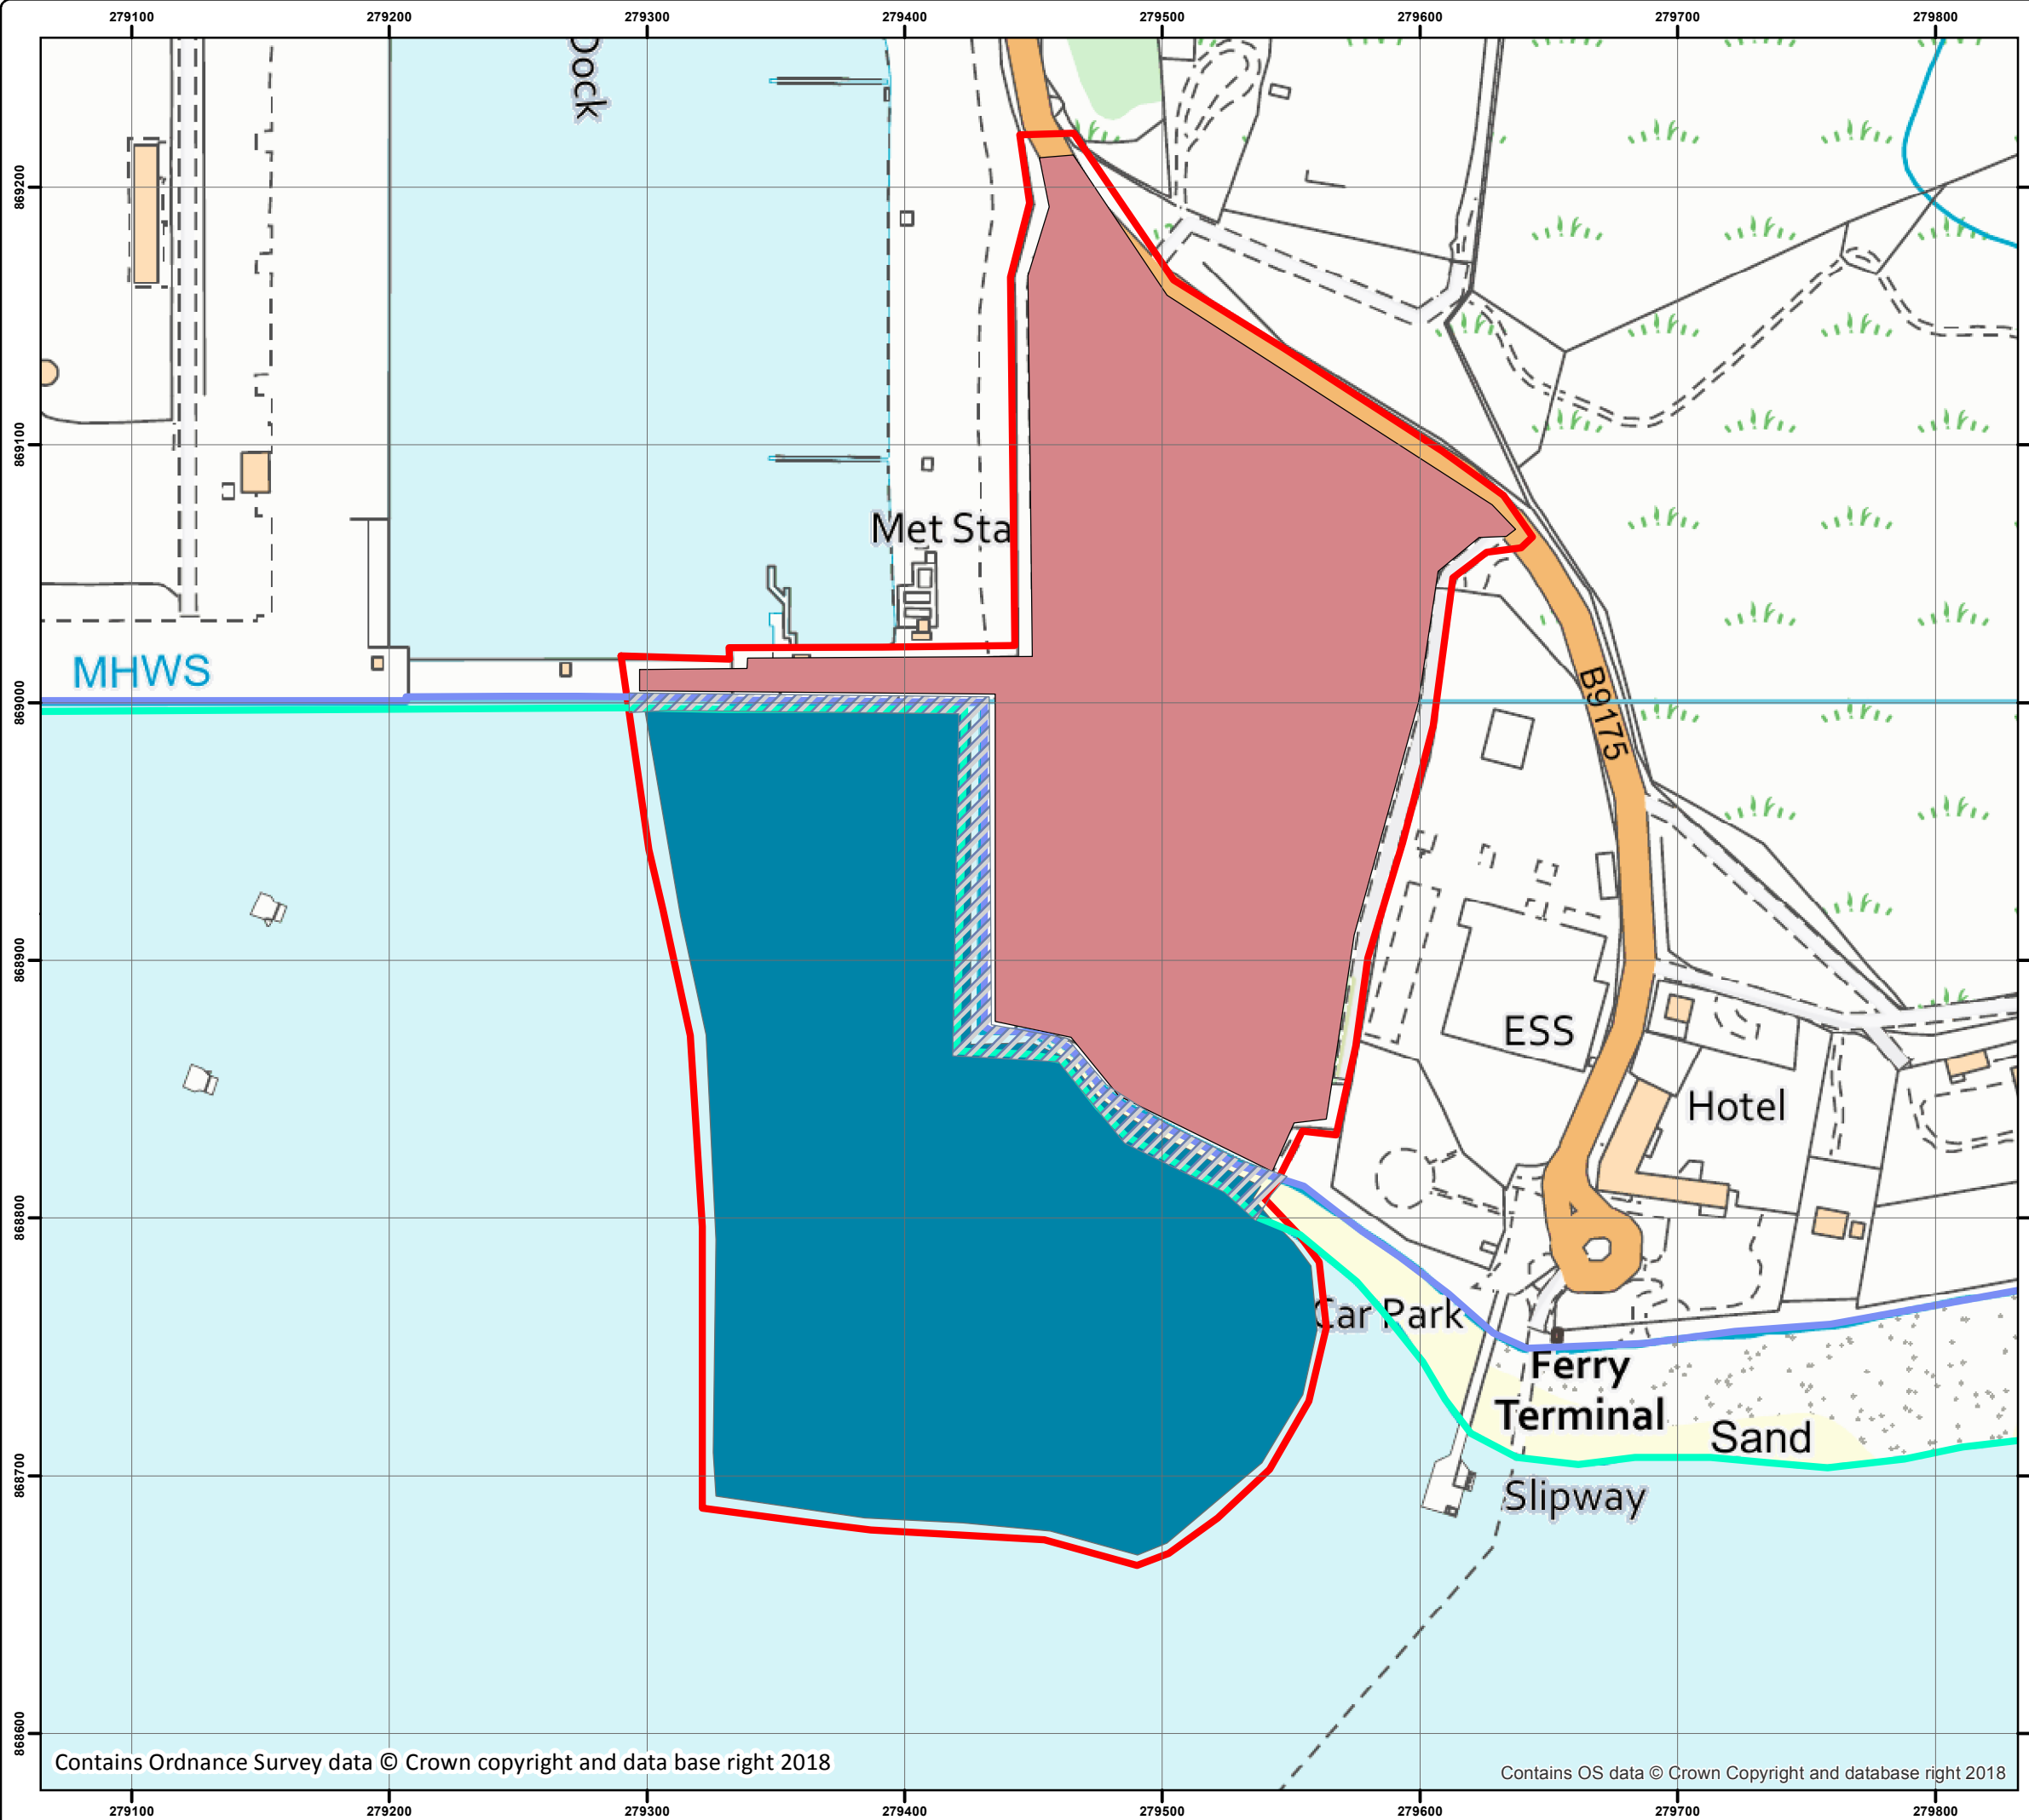 279100 279200 279300 279400 279500 279600 279700 279800
Dock
869200
869100
Met Sta
MHWS
869000
B9175
868900
ESS
Hotel
868800
Car Park
Ferry
Terminal
Sand
868700
Slipway
868600
Contains Ordnance Survey data © Crown copyright and data base right 2018
Contains OS data © Crown Copyright and database right 2018
279100 279200 279300 279400 279500 279600 279700 279800